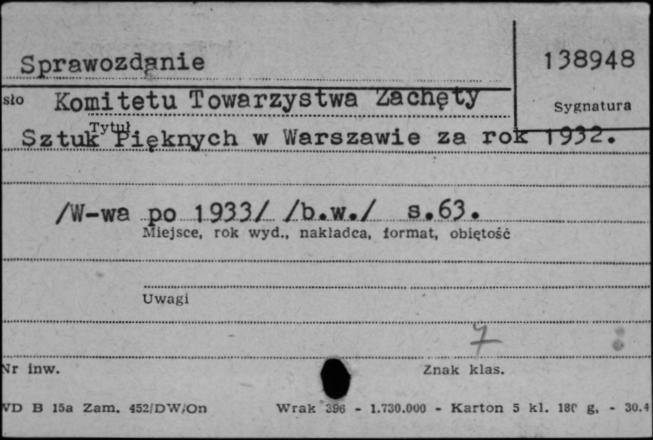 Sprawozdanie
138948
sło Komitetu Towarzystwa Zachęty
Sygnatura
Tytuł
Sztuk Pięknych w Warszawie za rok 1932.
/W-wa po 1933/ /b.w./ s.63.
Miejsce, rok wyd., nakładca, format, objętość
Uwagi
7
Nr inw.
Znak klas.
VD B 15a Zam. 452/DW/On Wrak 396 - 1.730.000 - Karton 5 kl. 180 g, - 30.4